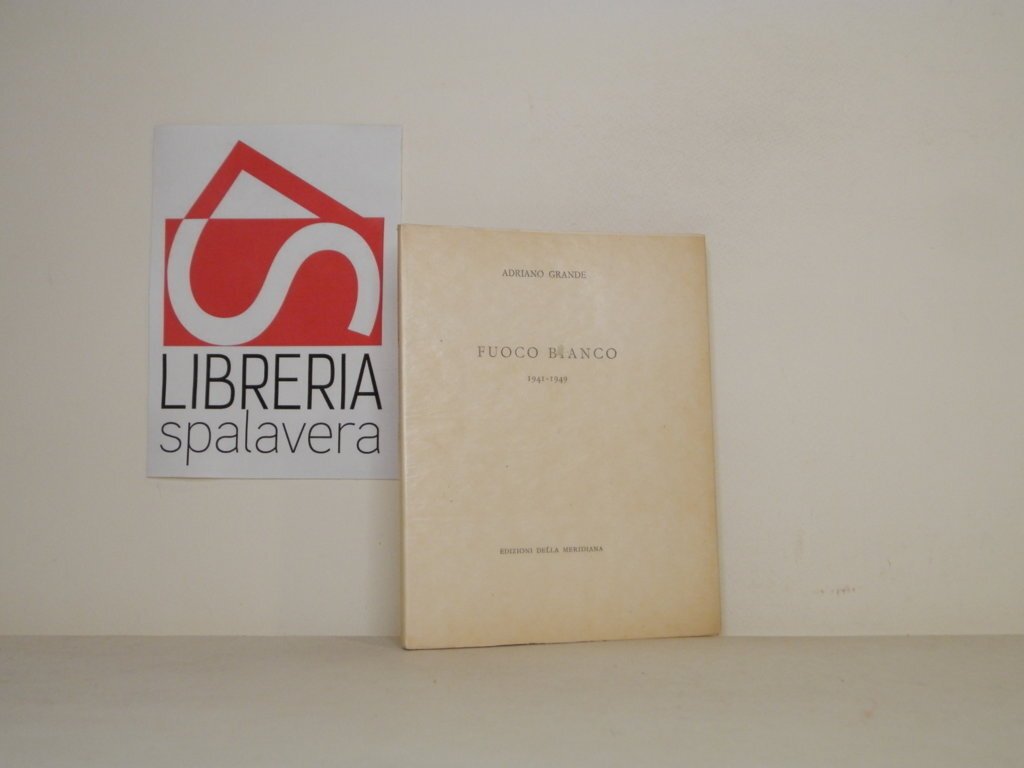 LIBRERIA
spalavera
ADRIANO GRANDE
FUOCO BIANCO
1941-1949
EDIZIONI DELLA MERIDIANA